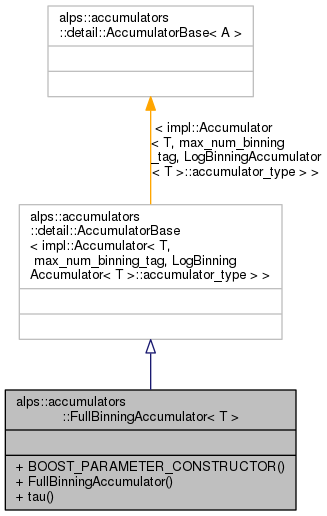 alps::accumulators
::detail::AccumulatorBase< A >
< impl::Accumulator
< T, max_num_binning
_tag, LogBinningAccumulator
< T >::accumulator_type > >
alps::accumulators
::detail::AccumulatorBase
< impl::Accumulator< T,
max_num_binning_tag, LogBinning
Accumulator< T >::accumulator_type > >
alps::accumulators
::FullBinningAccumulator< T >
+ BOOST_PARAMETER_CONSTRUCTOR()
+ FullBinningAccumulator()
+ tau()